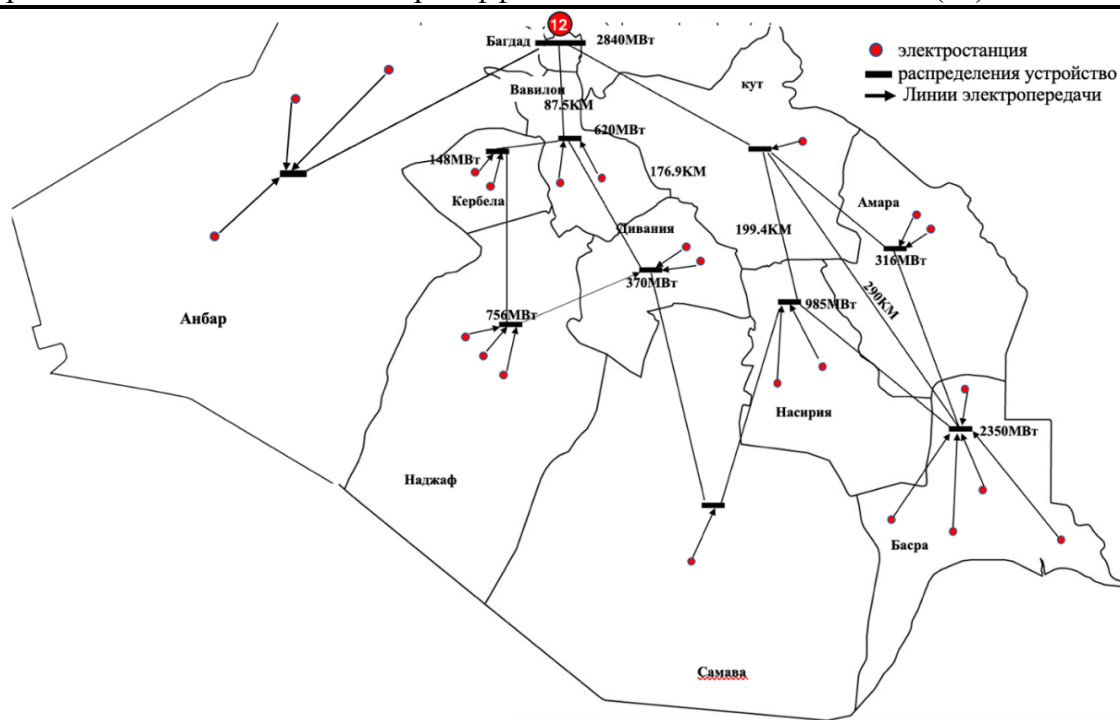 12
Багдад
2840МВт
электростанция
распределения устройство
Линии электропередачи
Вавилон
87.5KM
кут
620МВт
148МВт
176.9KM
Кербела
Амара
Дивания
199.4KM
316МВт
370МВт
290KM
985МВт
756МВт
Анбар
Насирия
2350МВт
Наджаф
Басра
Самава